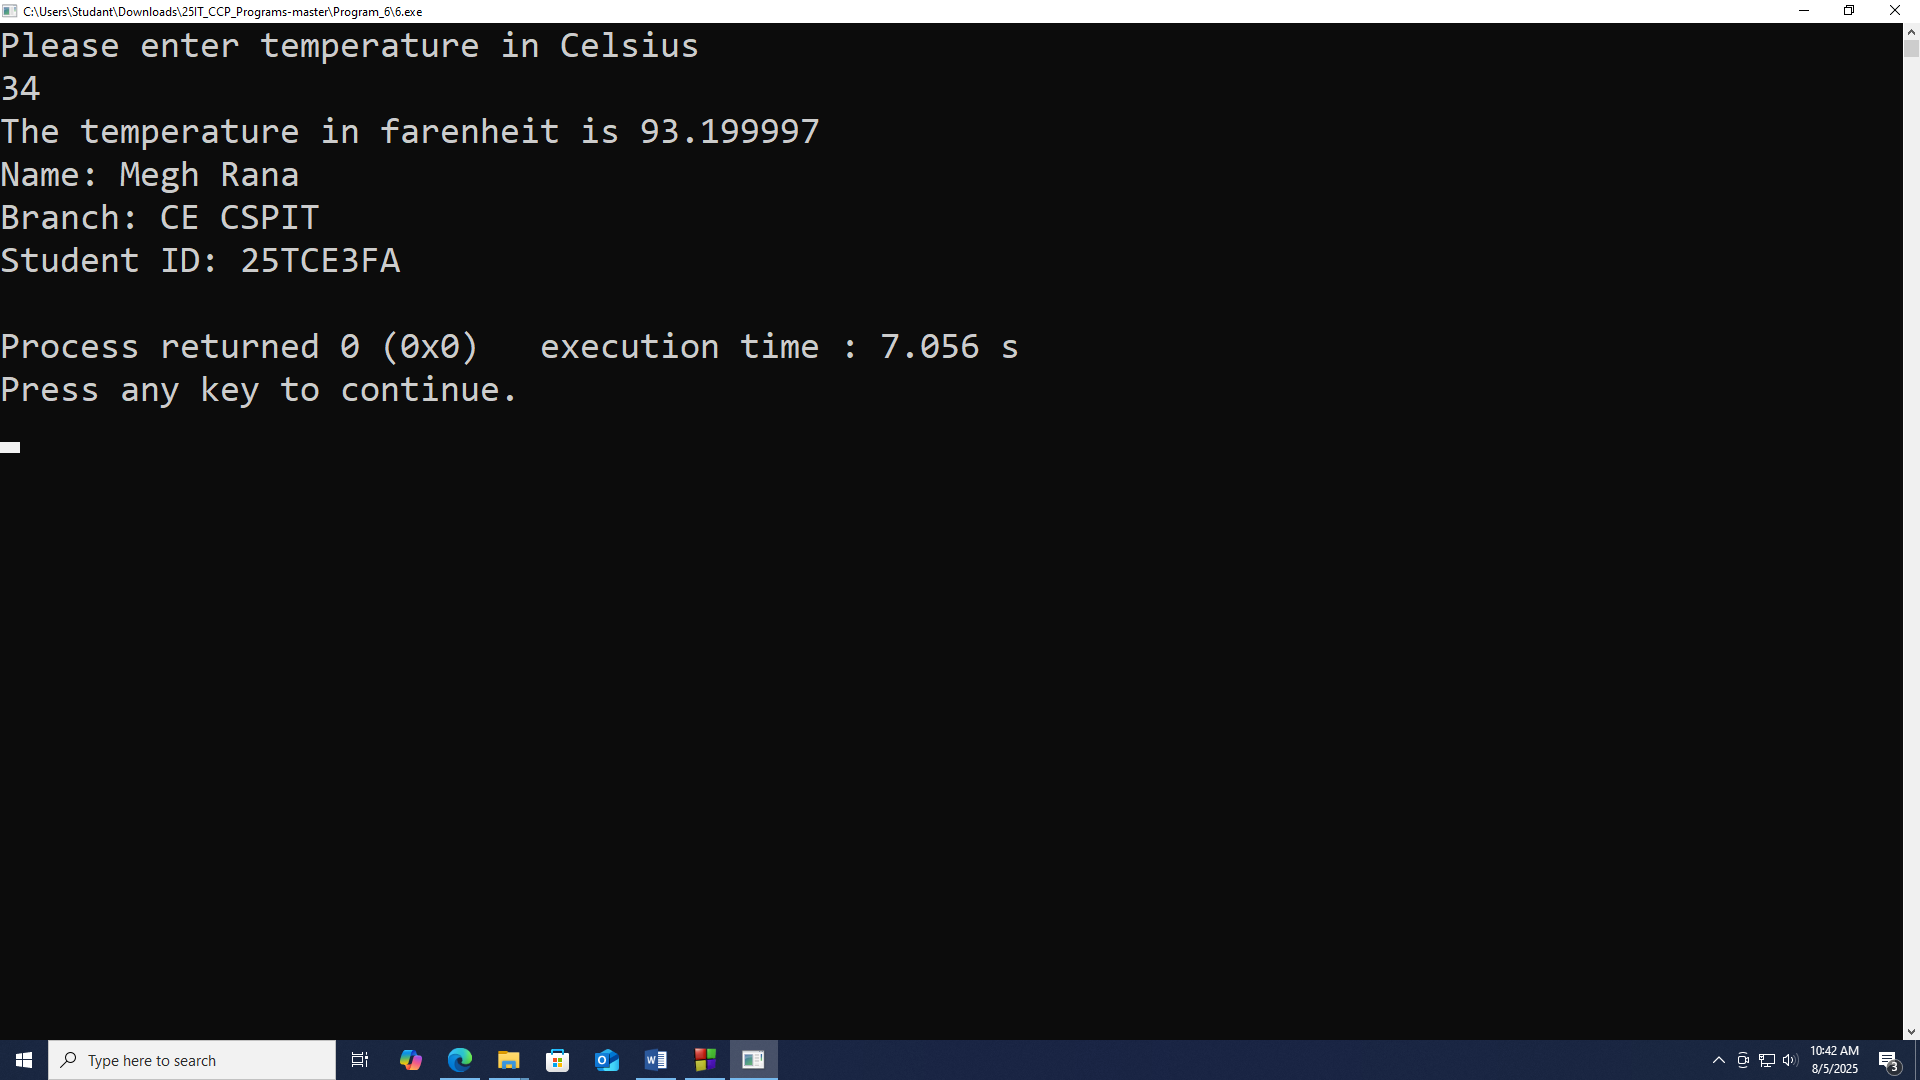 C:\Users\Studant\Downloads\25IT_CCP_Programs-master\Program_6\6.exe
Please enter temperature in Celsius
34
The temperature in farenheit is 93.199997
Name: Megh Rana
Branch: CE CSPIT
Student ID: 25TCE3FA
Process returned 0 (0x0)   execution time : 7.056 s
Press any key to continue.
Type here to search
10:42 AM
8/5/2025
3